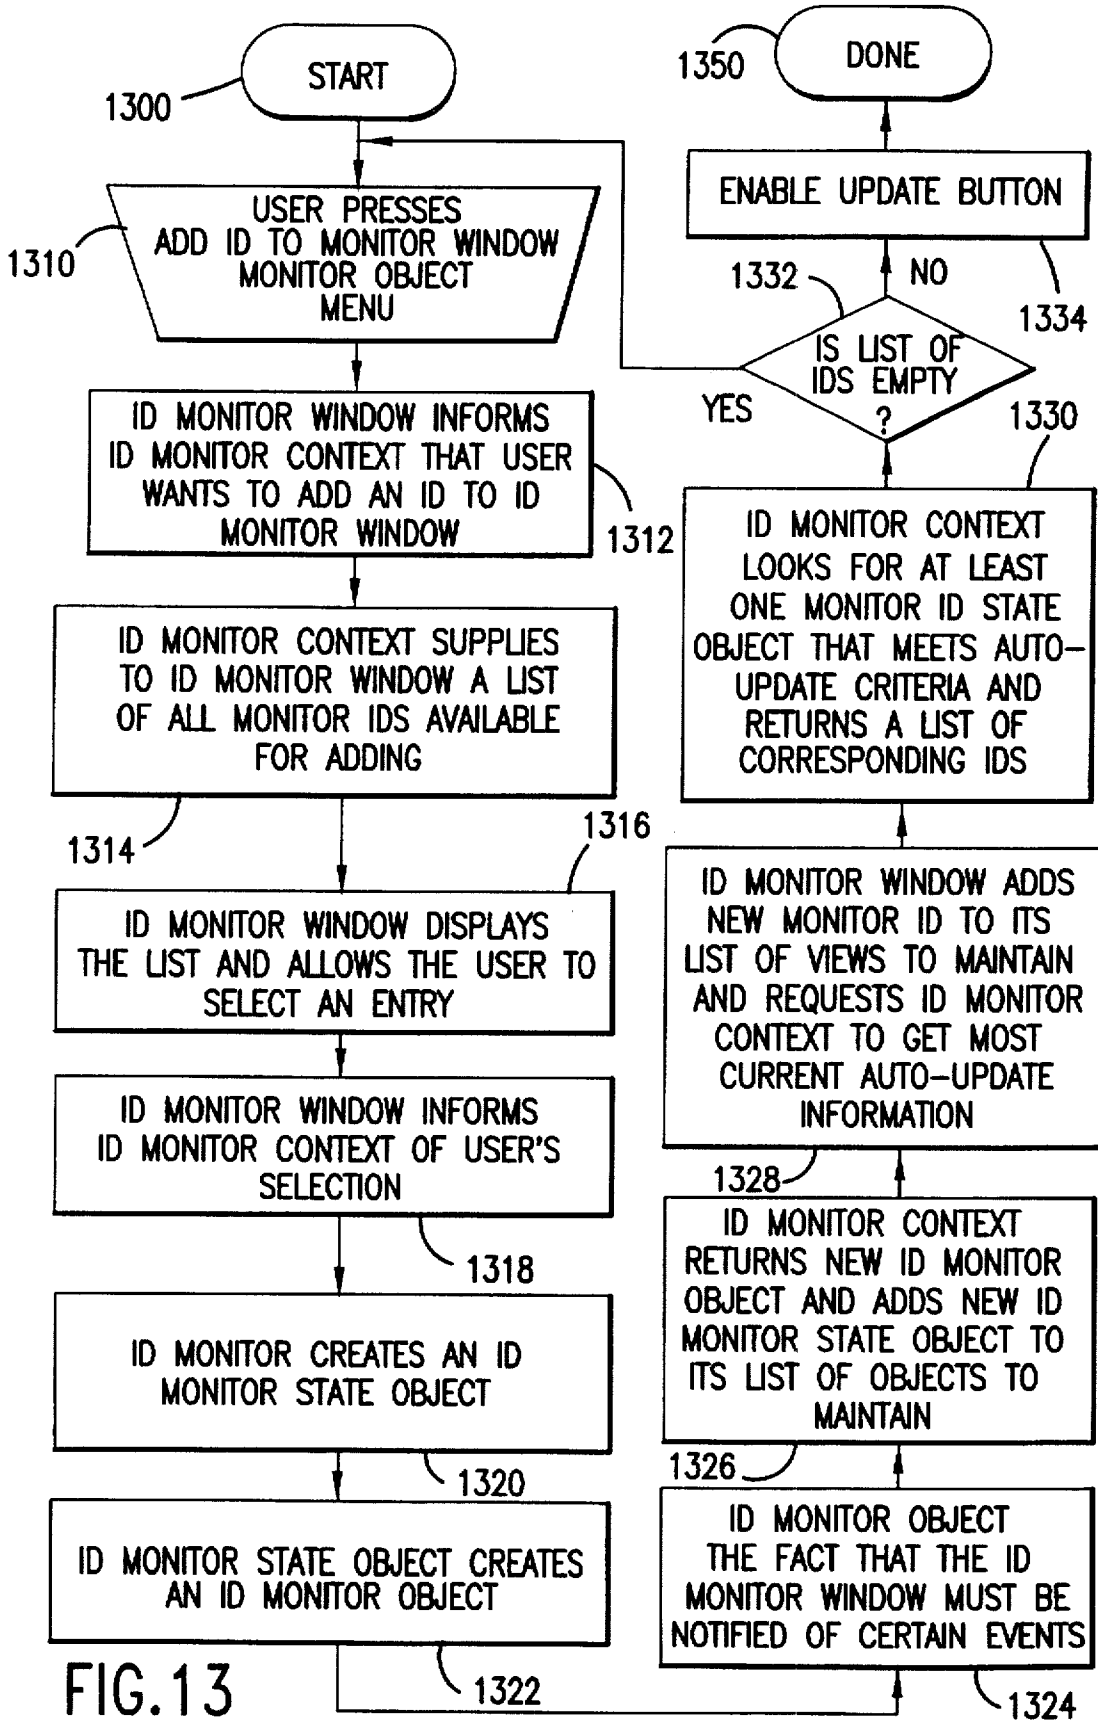 START
1300
USER PRESSES
ADD ID TO MONITOR WINDOW
MONITOR OBJECT
MENU
1310
ID MONITOR WINDOW INFORMS
ID MONITOR CONTEXT THAT USER
WANTS TO ADD AN ID TO ID
MONITOR WINDOW
1312
ID MONITOR CONTEXT SUPPLIES
TO ID MONITOR WINDOW A LIST
OF ALL MONITOR IDS AVAILABLE
FOR ADDING
1314
1316
ID MONITOR WINDOW DISPLAYS
THE LIST AND ALLOWS THE USER TO
SELECT AN ENTRY
ID MONITOR WINDOW INFORMS
ID MONITOR CONTEXT OF USER'S
SELECTION
1318
ID MONITOR CREATES AN ID
MONITOR STATE OBJECT
1320
ID MONITOR STATE OBJECT CREATES
AN ID MONITOR OBJECT
1322
ID MONITOR OBJECT
THE FACT THAT THE ID
MONITOR WINDOW MUST BE
NOTIFIED OF CERTAIN EVENTS
1324
ID MONITOR CONTEXT
RETURNS NEW ID MONITOR
OBJECT AND ADDS NEW ID
MONITOR STATE OBJECT TO
ITS LIST OF OBJECTS TO
MAINTAIN
1326
ID MONITOR WINDOW ADDS
NEW MONITOR ID TO ITS
LIST OF VIEWS TO MAINTAIN
AND REQUESTS ID MONITOR
CONTEXT TO GET MOST
CURRENT AUTO-UPDATE
INFORMATION
1328
ID MONITOR CONTEXT
LOOKS FOR AT LEAST
ONE MONITOR ID STATE
OBJECT THAT MEETS AUTO-
UPDATE CRITERIA AND
RETURNS A LIST OF
CORRESPONDING IDS
1330
IS LIST OF
IDS EMPTY
?
1332
YES
NO
ENABLE UPDATE BUTTON
1334
DONE
1350
FIG.13